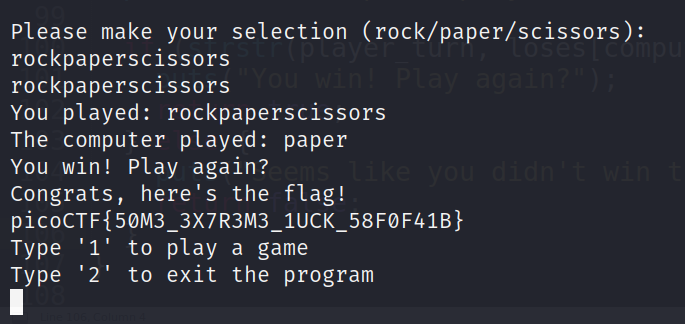 Please make your selection (rock/paper/scissors):
rockpaperscissors
rockpaperscissors
You played: rockpaperscissors
The computer played: paper
You win! Play again?
Congrats, here's the flag!
picoCTF{50M3_3X7R3M3_1UCK_58F0F41B}
Type '1' to play a game
Type '2' to exit the program